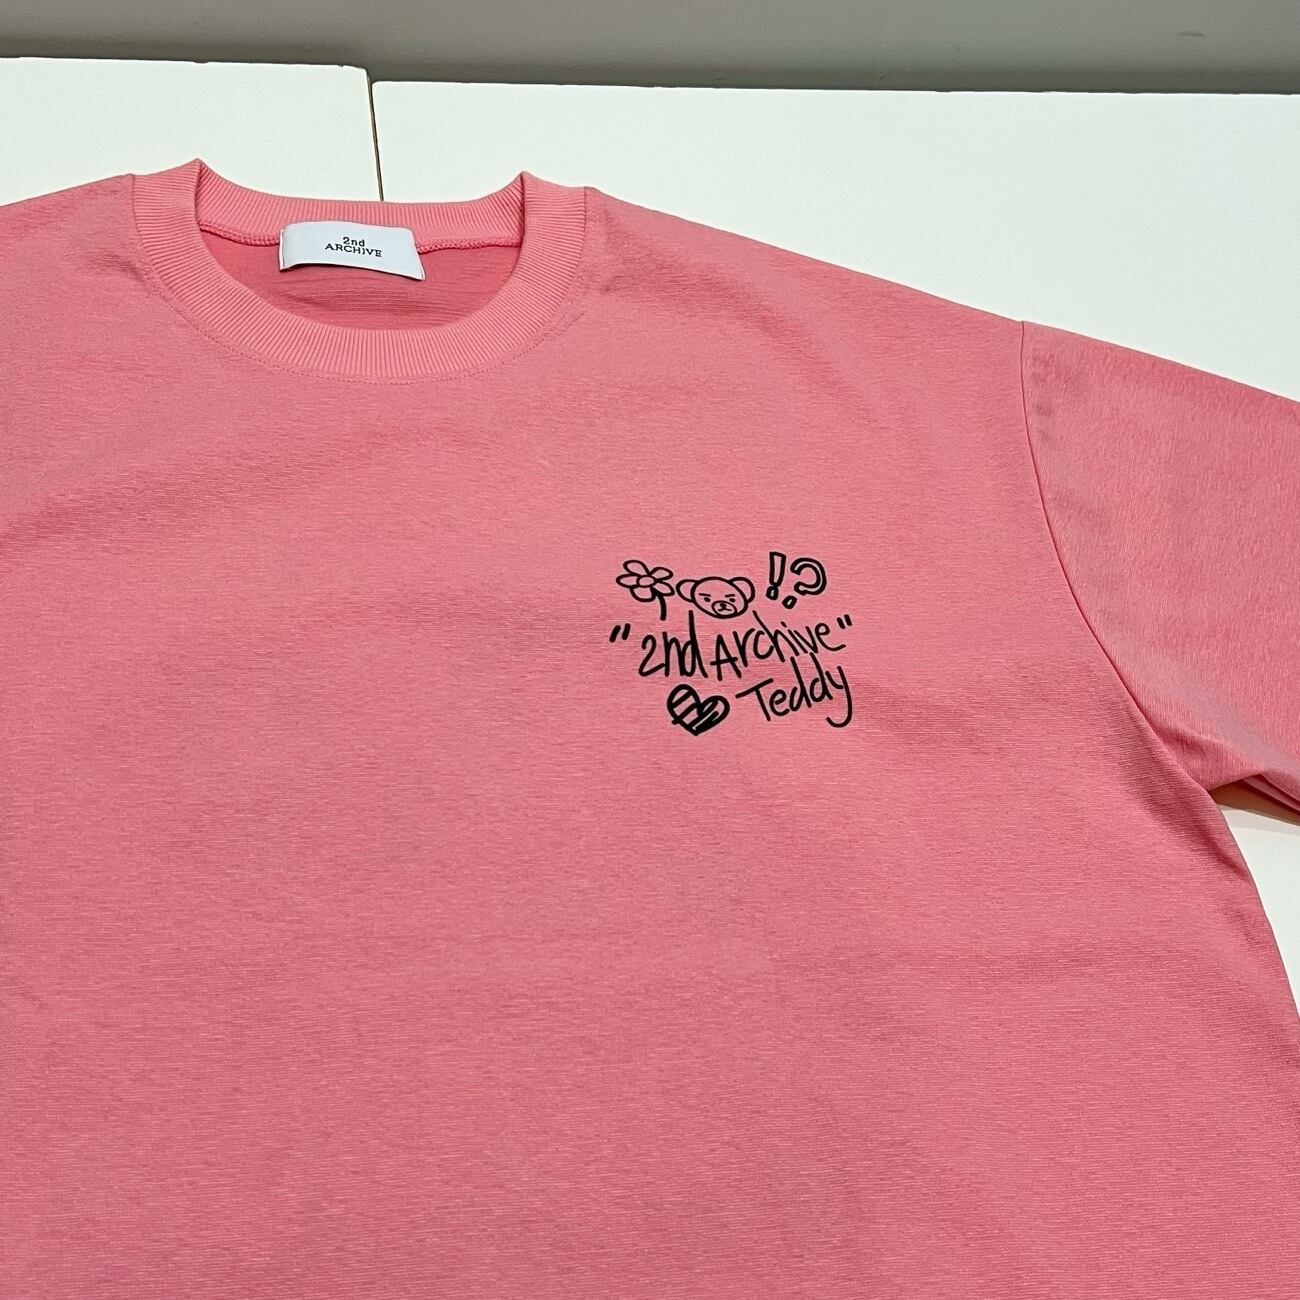 2nd
ARCHIVE
!?
"2nd Archive"
Teddy